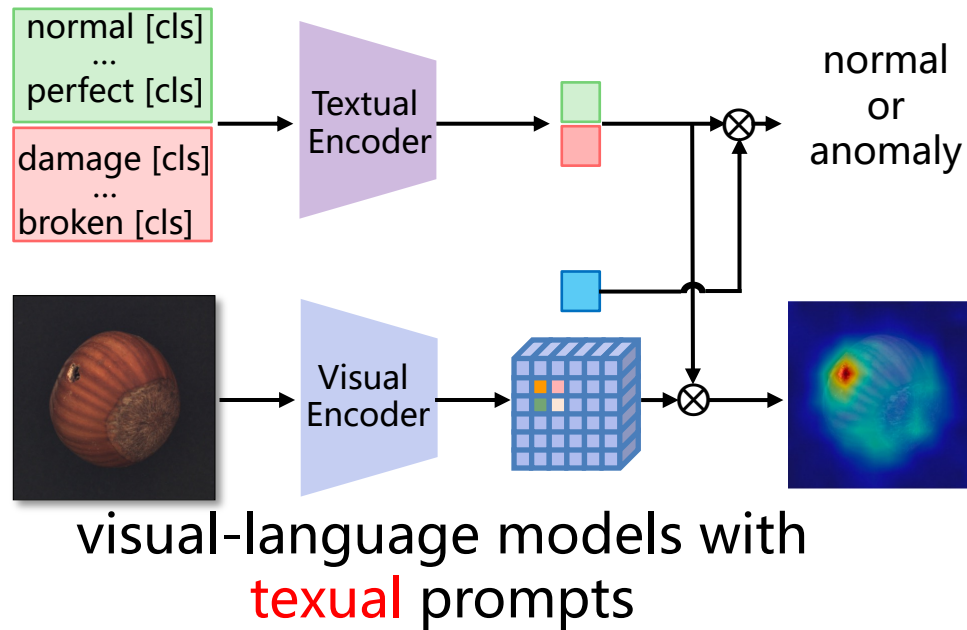 normal [cls]
...
perfect [cls]
damage [cls]
...
broken [cls]
Textual
Encoder
normal
or
anomaly
Visual
Encoder
visual-language models with
texual prompts